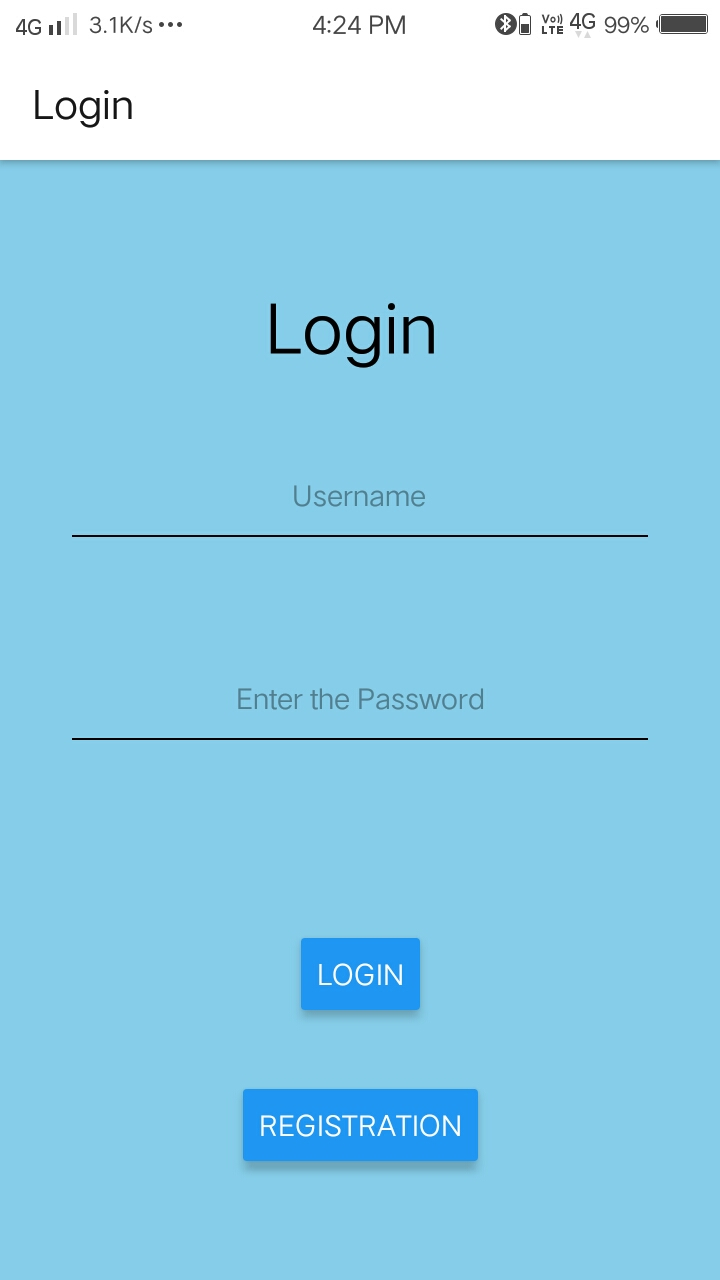 4G 3.1K/s ••• 4:24 PM Vo)) LTE 4G 99%
Login
Login
Username
Enter the Password
LOGIN
REGISTRATION